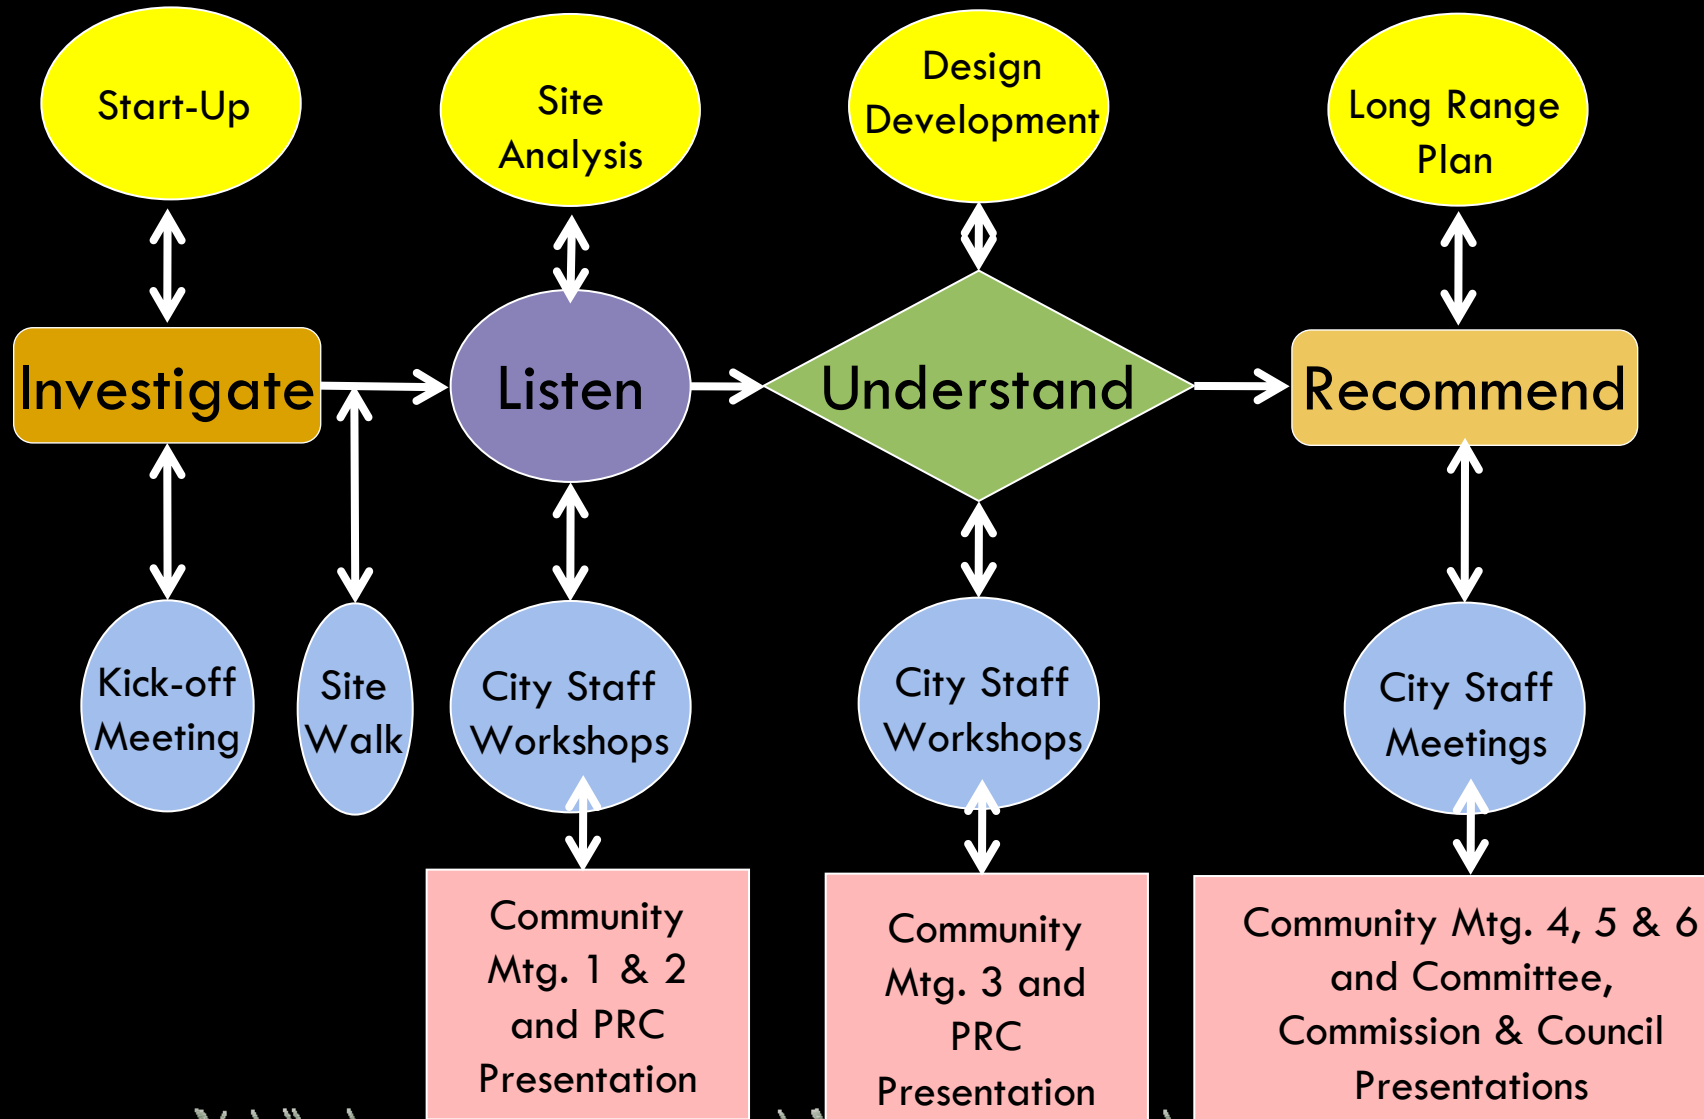 Start-Up
Site
Analysis
Design
Development
Long Range
Plan
Investigate
Listen
Understand
Recommend
Kick-off
Meeting
Site
Walk
City Staff
Workshops
City Staff
Workshops
City Staff
Meetings
Community
Mtg. 1 & 2
and PRC
Presentation
Community
Mtg. 3 and
PRC
Presentation
Community Mtg. 4, 5 & 6
and Committee,
Commission & Council
Presentations